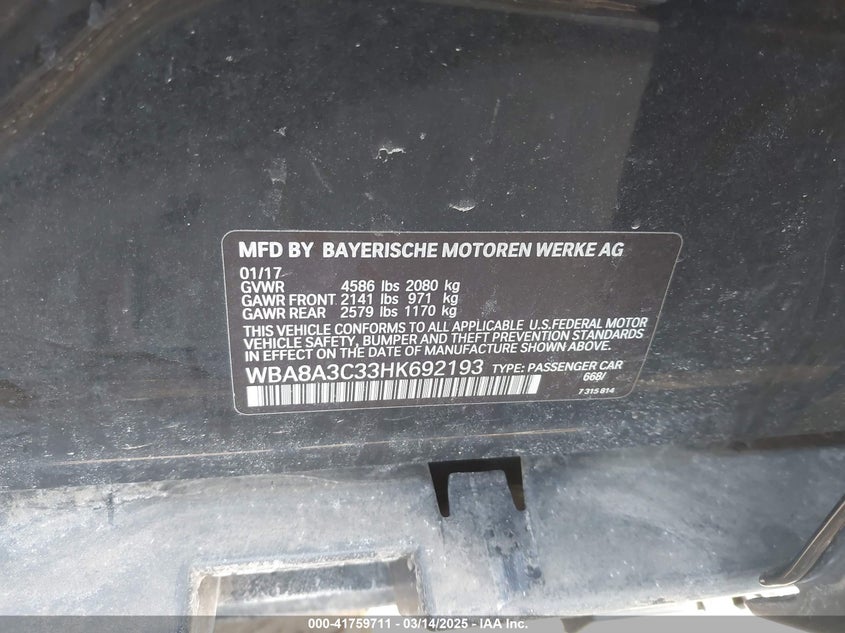 MFD BY BAYERISCHE MOTOREN WERKE AG
01/17
GVWR 4586 lbs 2080 kg
GAWR FRONT 2141 lbs 971 kg
GAWR REAR 2579 lbs 1170 kg
THIS VEHICLE CONFORMS TO ALL APPLICABLE U.S.FEDERAL MOTOR
VEHICLE SAFETY, BUMPER AND THEFT PREVENTION STANDARDS
IN EFFECT ON THE DATE OF MANUFACTURE SHOWN ABOVE.
WBA8A3C33HK692193 TYPE: PASSENGER CAR
668/
7 315 814
000-41759711 - 03/14/2025 - IAA Inc.